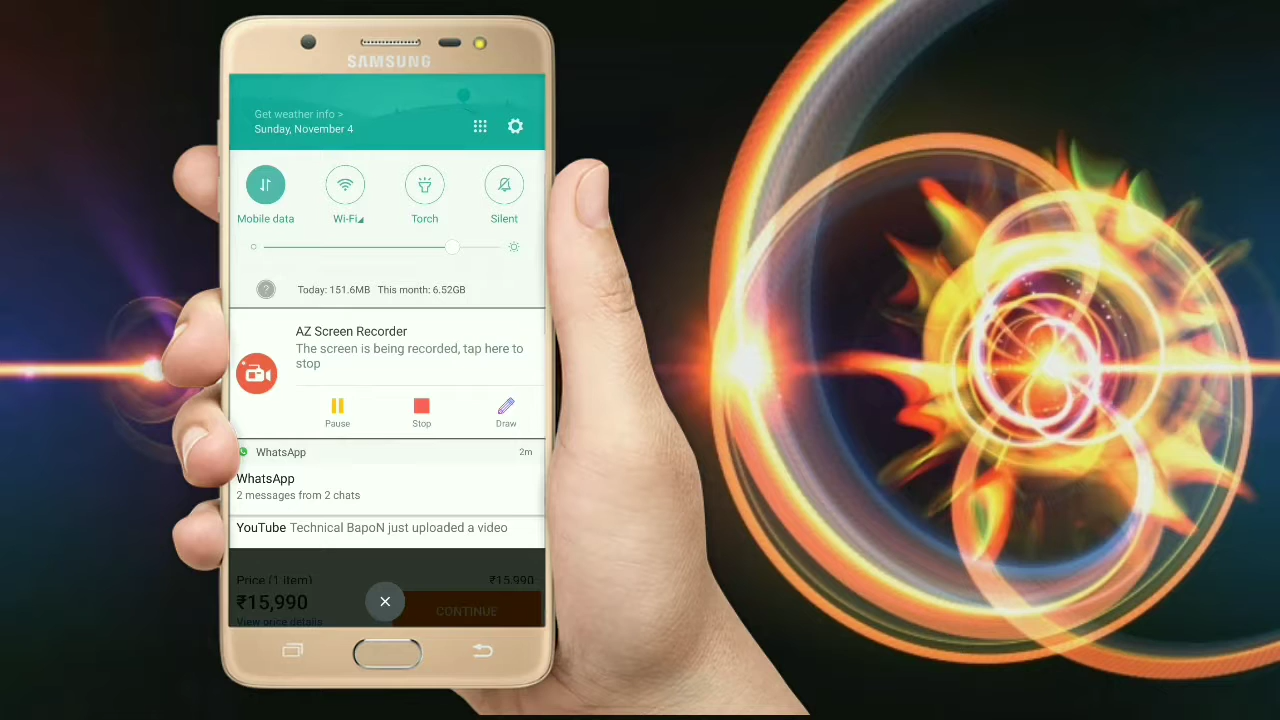 SAMSUNG
Get weather info >
Sunday, November 4
Mobile data
Wi-Fi
Torch
Silent
Today: 151.6MB This month: 6.52GB
AZ Screen Recorder
The screen is being recorded, tap here to
stop
Pause
Stop
Draw
WhatsApp 2m
WhatsApp
2 messages from 2 chats
YouTube Technical BapoN just uploaded a video
Price (1 item) ₹15,990
₹15,990
CONTINUE
View price details